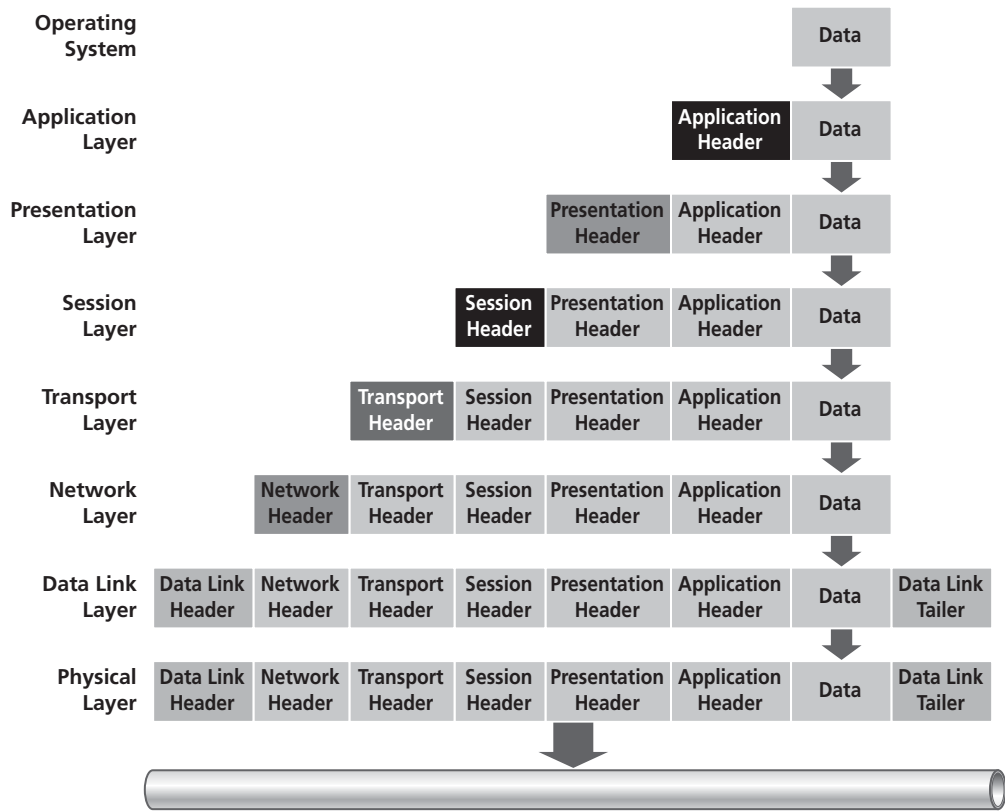 Operating
System
Data
Application
Layer
Application
Header
Data
Presentation
Layer
Presentation
Header
Application
Header
Data
Session
Layer
Session
Header
Presentation
Header
Application
Header
Data
Transport
Layer
Transport
Header
Session
Header
Presentation
Header
Application
Header
Data
Network
Layer
Network
Header
Transport
Header
Session
Header
Presentation
Header
Application
Header
Data
Data Link
Layer
Data Link
Header
Network
Header
Transport
Header
Session
Header
Presentation
Header
Application
Header
Data
Data Link
Tailer
Physical
Layer
Data Link
Header
Network
Header
Transport
Header
Session
Header
Presentation
Header
Application
Header
Data
Data Link
Tailer